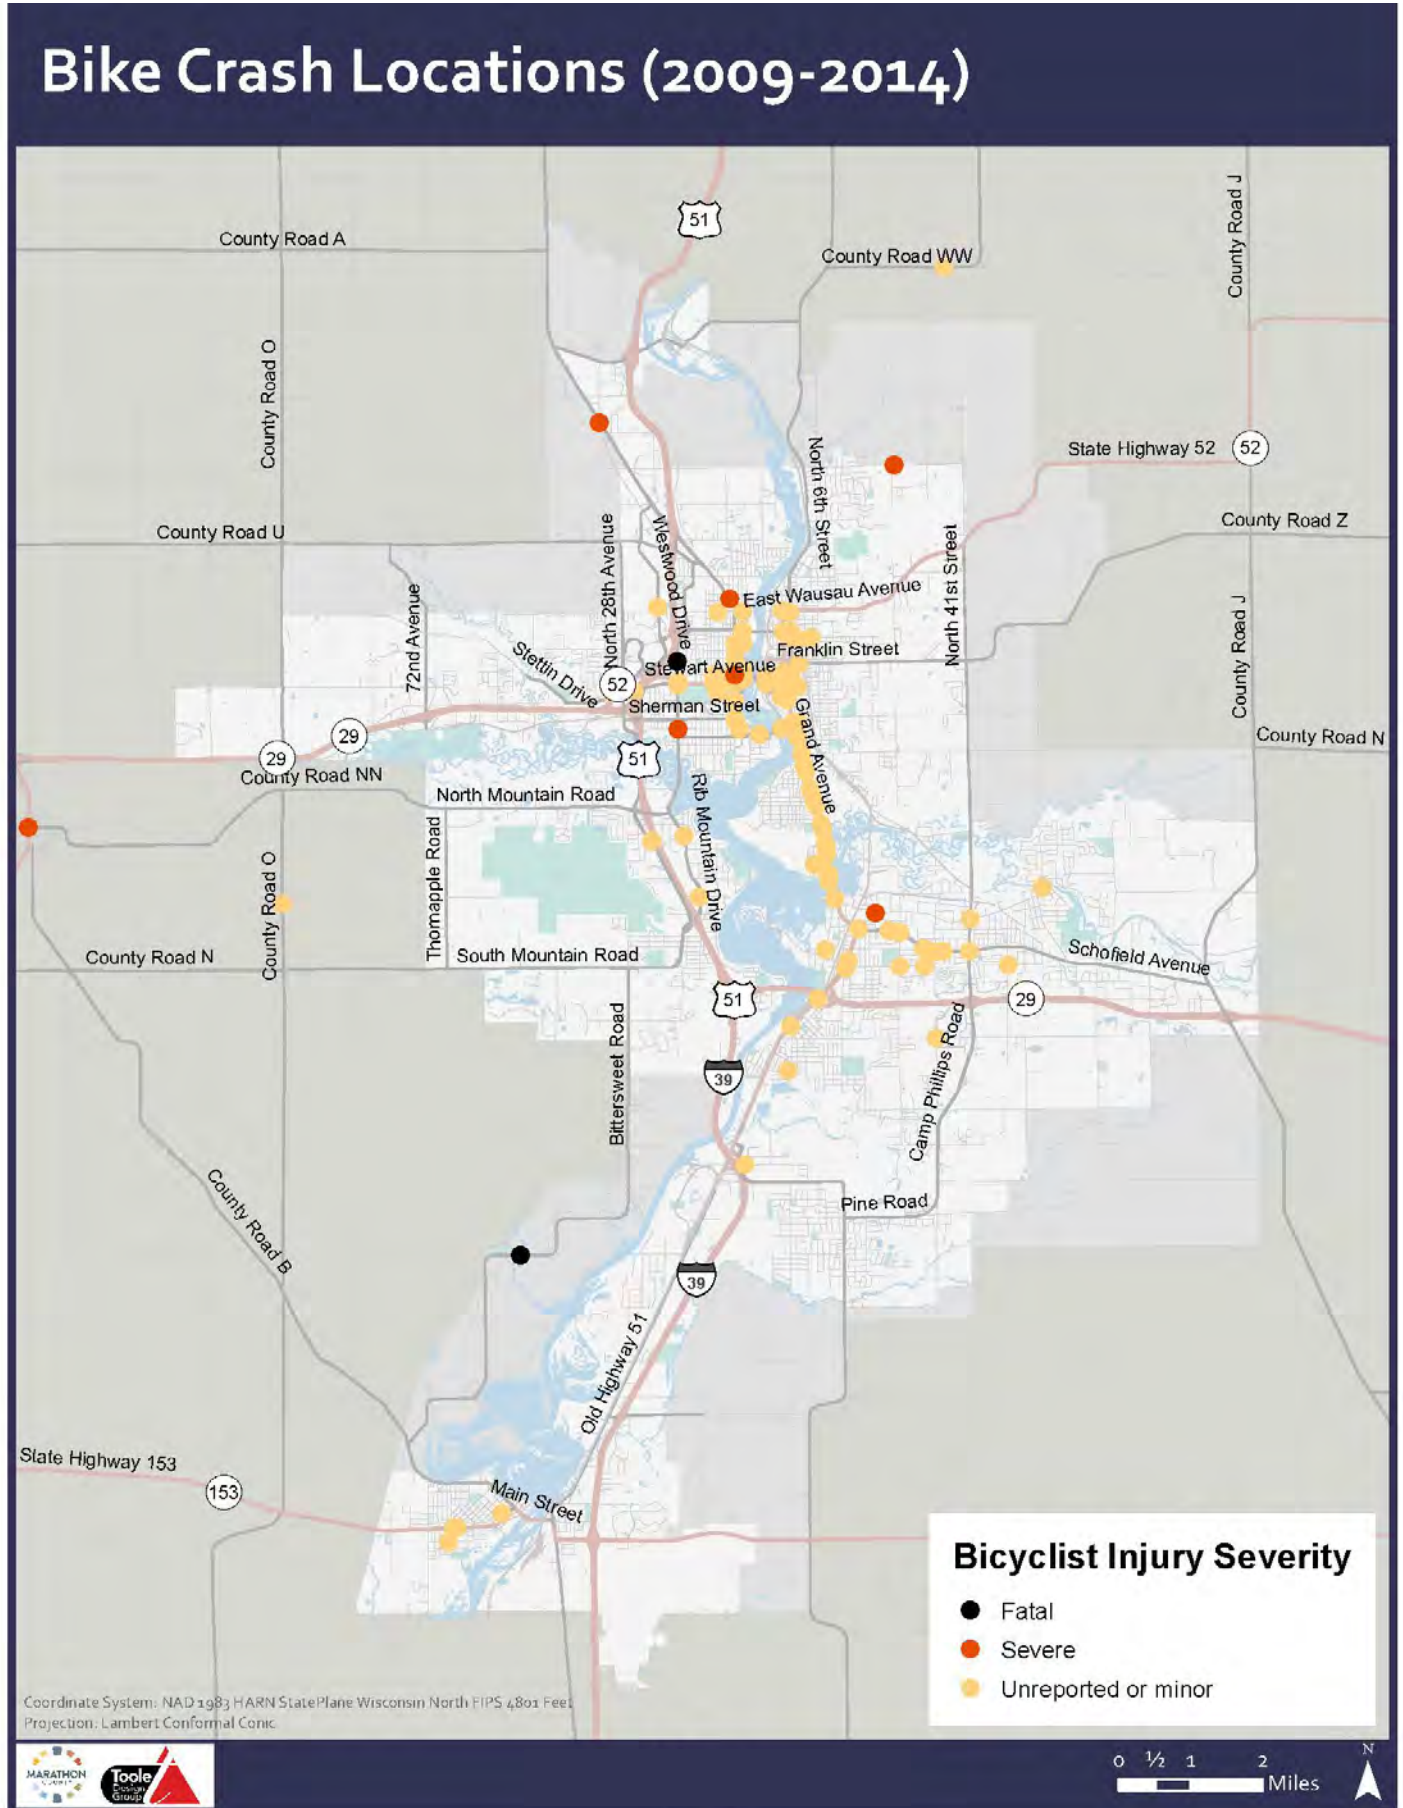 Bike Crash Locations (2009-2014)
51
County Road J
County Road A
County Road WW
County Road O
North 6th Street
State Highway 52
52
County Road U
County Road Z
North 28th Avenue
Westwood Drive
North 41st Street
72nd Avenue
East Wausau Avenue
County Road J
Stettin Drive
Franklin Street
Stewart Avenue
52
Sherman Street
Grand Avenue
29
29
51
County Road N
County Road NN
North Mountain Road
Rib Mountain Drive
Thornapple Road
County Road O
County Road N
South Mountain Road
Schofield Avenue
51
29
Bittersweet Road
Camp Phillips Road
39
County Road B
Pine Road
39
Old Highway 51
State Highway 153
153
Main Street
Bicyclist Injury Severity
Fatal
Severe
Unreported or minor
Coordinate System: NAD 1983 HARN StatePlane Wisconsin North FIPS 4801 Feet
Projection: Lambert Conformal Conic
MARATHON
COUNTY
Toole
Design
Group
0 ½ 1 2
Miles
N